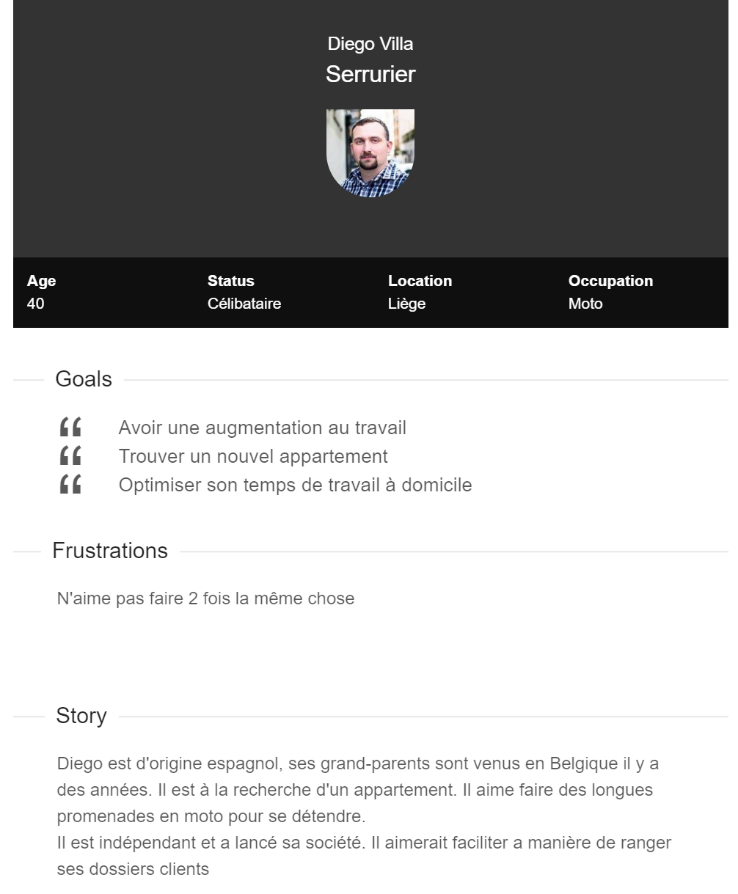 Diego Villa
Serrurier
Age
40
Status
Célibataire
Location
Liège
Occupation
Moto
Goals
Avoir une augmentation au travail
Trouver un nouvel appartement
Optimiser son temps de travail à domicile
Frustrations
N'aime pas faire 2 fois la même chose
Story
Diego est d'origine espagnol, ses grand-parents sont venus en Belgique il y a
des années. Il est à la recherche d'un appartement. Il aime faire des longues
promenades en moto pour se détendre.
Il est indépendant et a lancé sa société. Il aimerait faciliter a manière de ranger
ses dossiers clients